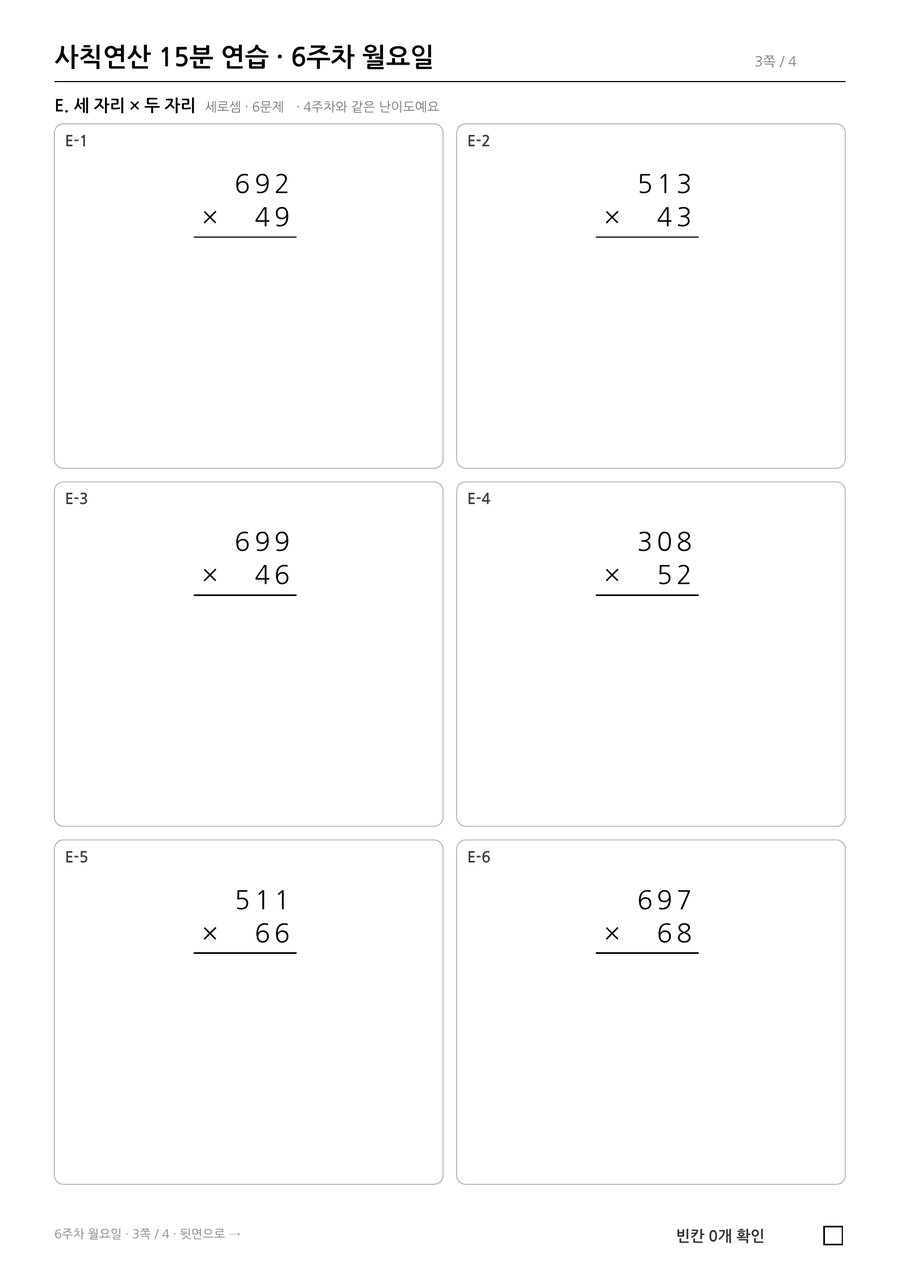 사칙연산 15분 연습 · 6주차 월요일
3쪽 / 4
E. 세 자리 × 두 자리 세로셈 · 6문제 · 4주차와 같은 난이도예요
E-1
692
× 49
E-2
513
× 43
E-3
699
× 46
E-4
308
× 52
E-5
511
× 66
E-6
697
× 68
6주차 월요일 · 3쪽 / 4 · 뒷면으로 →
빈칸 0개 확인